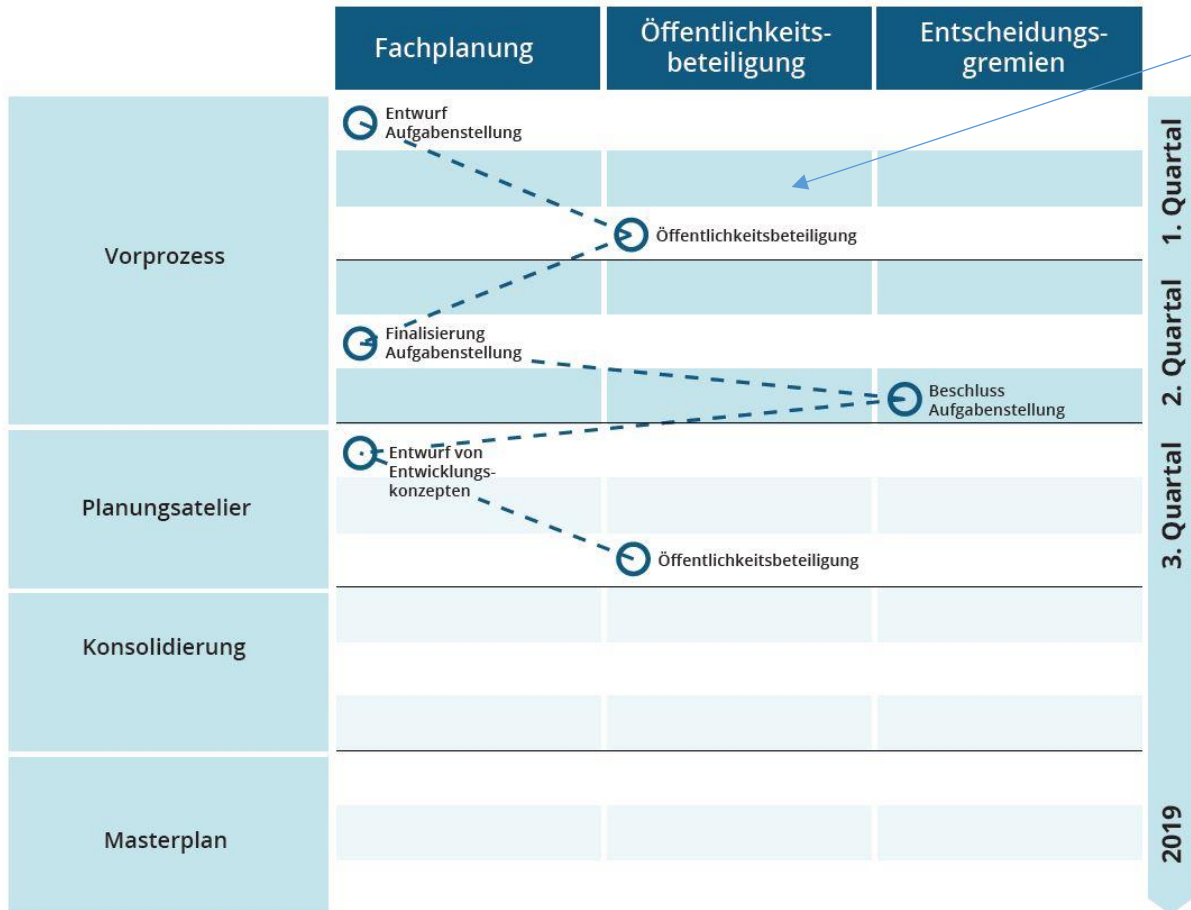 Fachplanung
Öffentlichkeits-
beteiligung
Entscheidungs-
gremien
Vorprozess
Entwurf
Aufgabenstellung
Öffentlichkeitsbeteiligung
1. Quartal
Finalisierung
Aufgabenstellung
Beschluss
Aufgabenstellung
2. Quartal
Planungsatelier
Entwurf von
Entwicklungs-
konzepten
Öffentlichkeitsbeteiligung
3. Quartal
Konsolidierung
Masterplan
2019